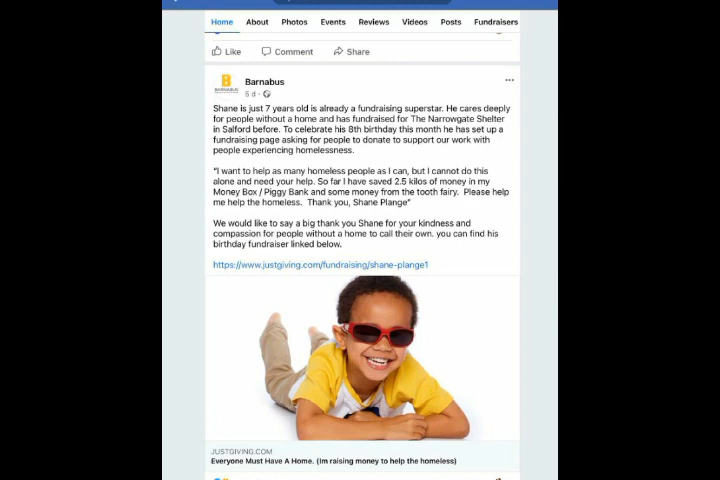 Home About Photos Events Reviews Videos Posts Fundraisers
Like Comment Share
B
BARNABUS
Barnabus
5 d
Shane is just 7 years old is already a fundraising superstar. He cares deeply
for people without a home and has fundraised for The Narrowgate Shelter
in Salford before. To celebrate his 8th birthday this month he has set up a
fundraising page asking for people to donate to support our work with
people experiencing homelessness.
"I want to help as many homeless people as I can, but I cannot do this
alone and need your help. So far I have saved 2.5 kilos of money in my
Money Box / Piggy Bank and some money from the tooth fairy. Please help
me help the homeless. Thank you, Shane Plange"
We would like to say a big thank you Shane for your kindness and
compassion for people without a home to call their own. you can find his
birthday fundraiser linked below.
https://www.justgiving.com/fundraising/shane-plange1
JUSTGIVING.COM
Everyone Must Have A Home. (Im raising money to help the homeless)